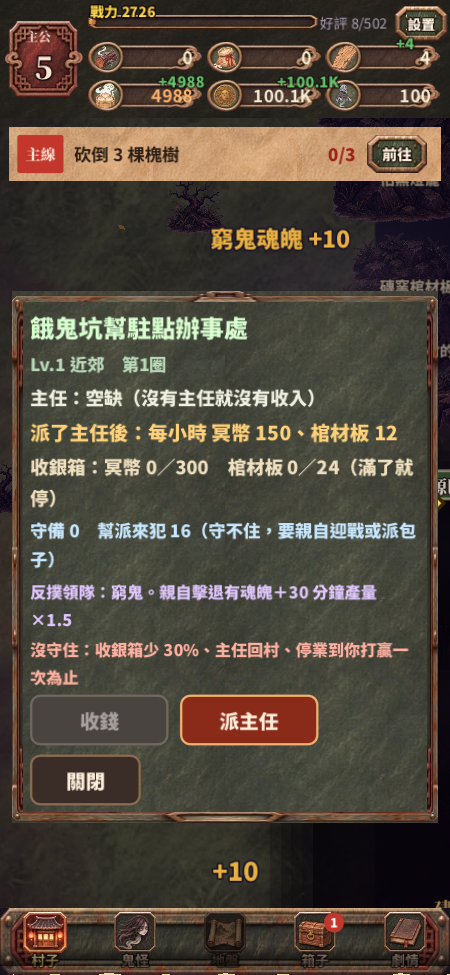 戰力.2726
主公
5
好評 8/502
設置
0
0
+4
4
+4988
4988
+100.1K
100.1K
100
主線
砍倒 3 棵槐樹
0/3
前往
窮鬼魂魄 +10
餓鬼坑幫駐點辦事處
Lv.1 近郊　第1圈
主任：空缺（沒有主任就沒有收入）
派了主任後：每小時 冥幣 150、棺材板 12
收銀箱：冥幣 0／300　棺材板 0／24（滿了就
停）
守備 0　幫派來犯 16（守不住，要親自迎戰或派包
子）
反撲領隊：窮鬼。親自擊退有魂魄＋30 分鐘產量
×1.5
沒守住：收銀箱少 30%、主任回村、停業到你打贏一
次為止
收錢
派主任
關閉
+10
村子
鬼怪
地盤
1
箱子
劇情